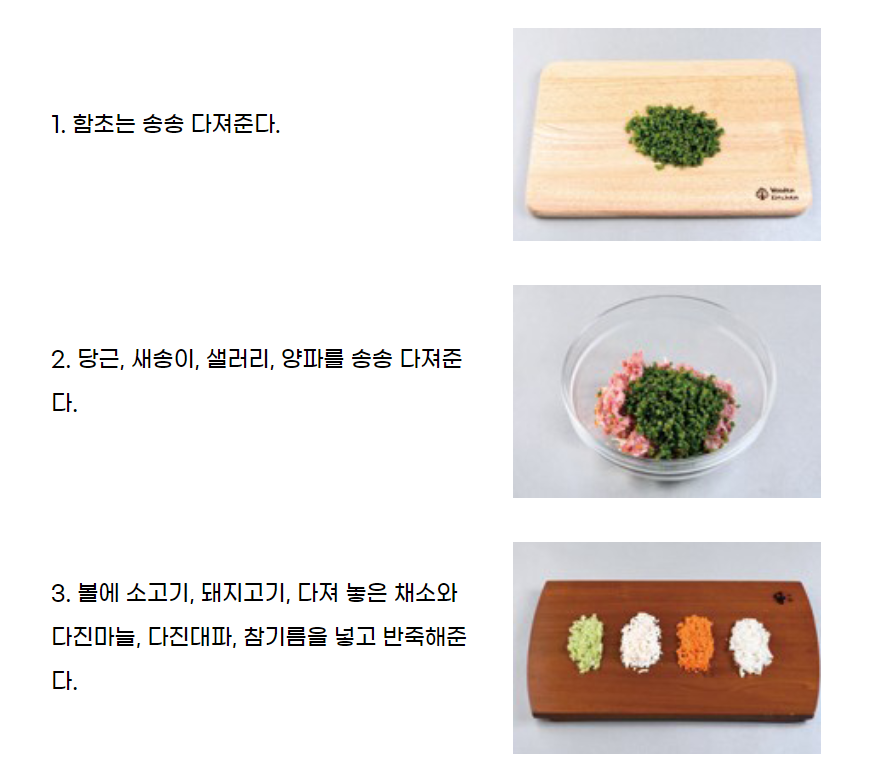 1. 함초는 송송 다져준다.
2. 당근, 새송이, 샐러리, 양파를 송송 다져준
다.
3. 볼에 소고기, 돼지고기, 다져 놓은 채소와
다진마늘, 다진대파, 참기름을 넣고 반죽해준
다.